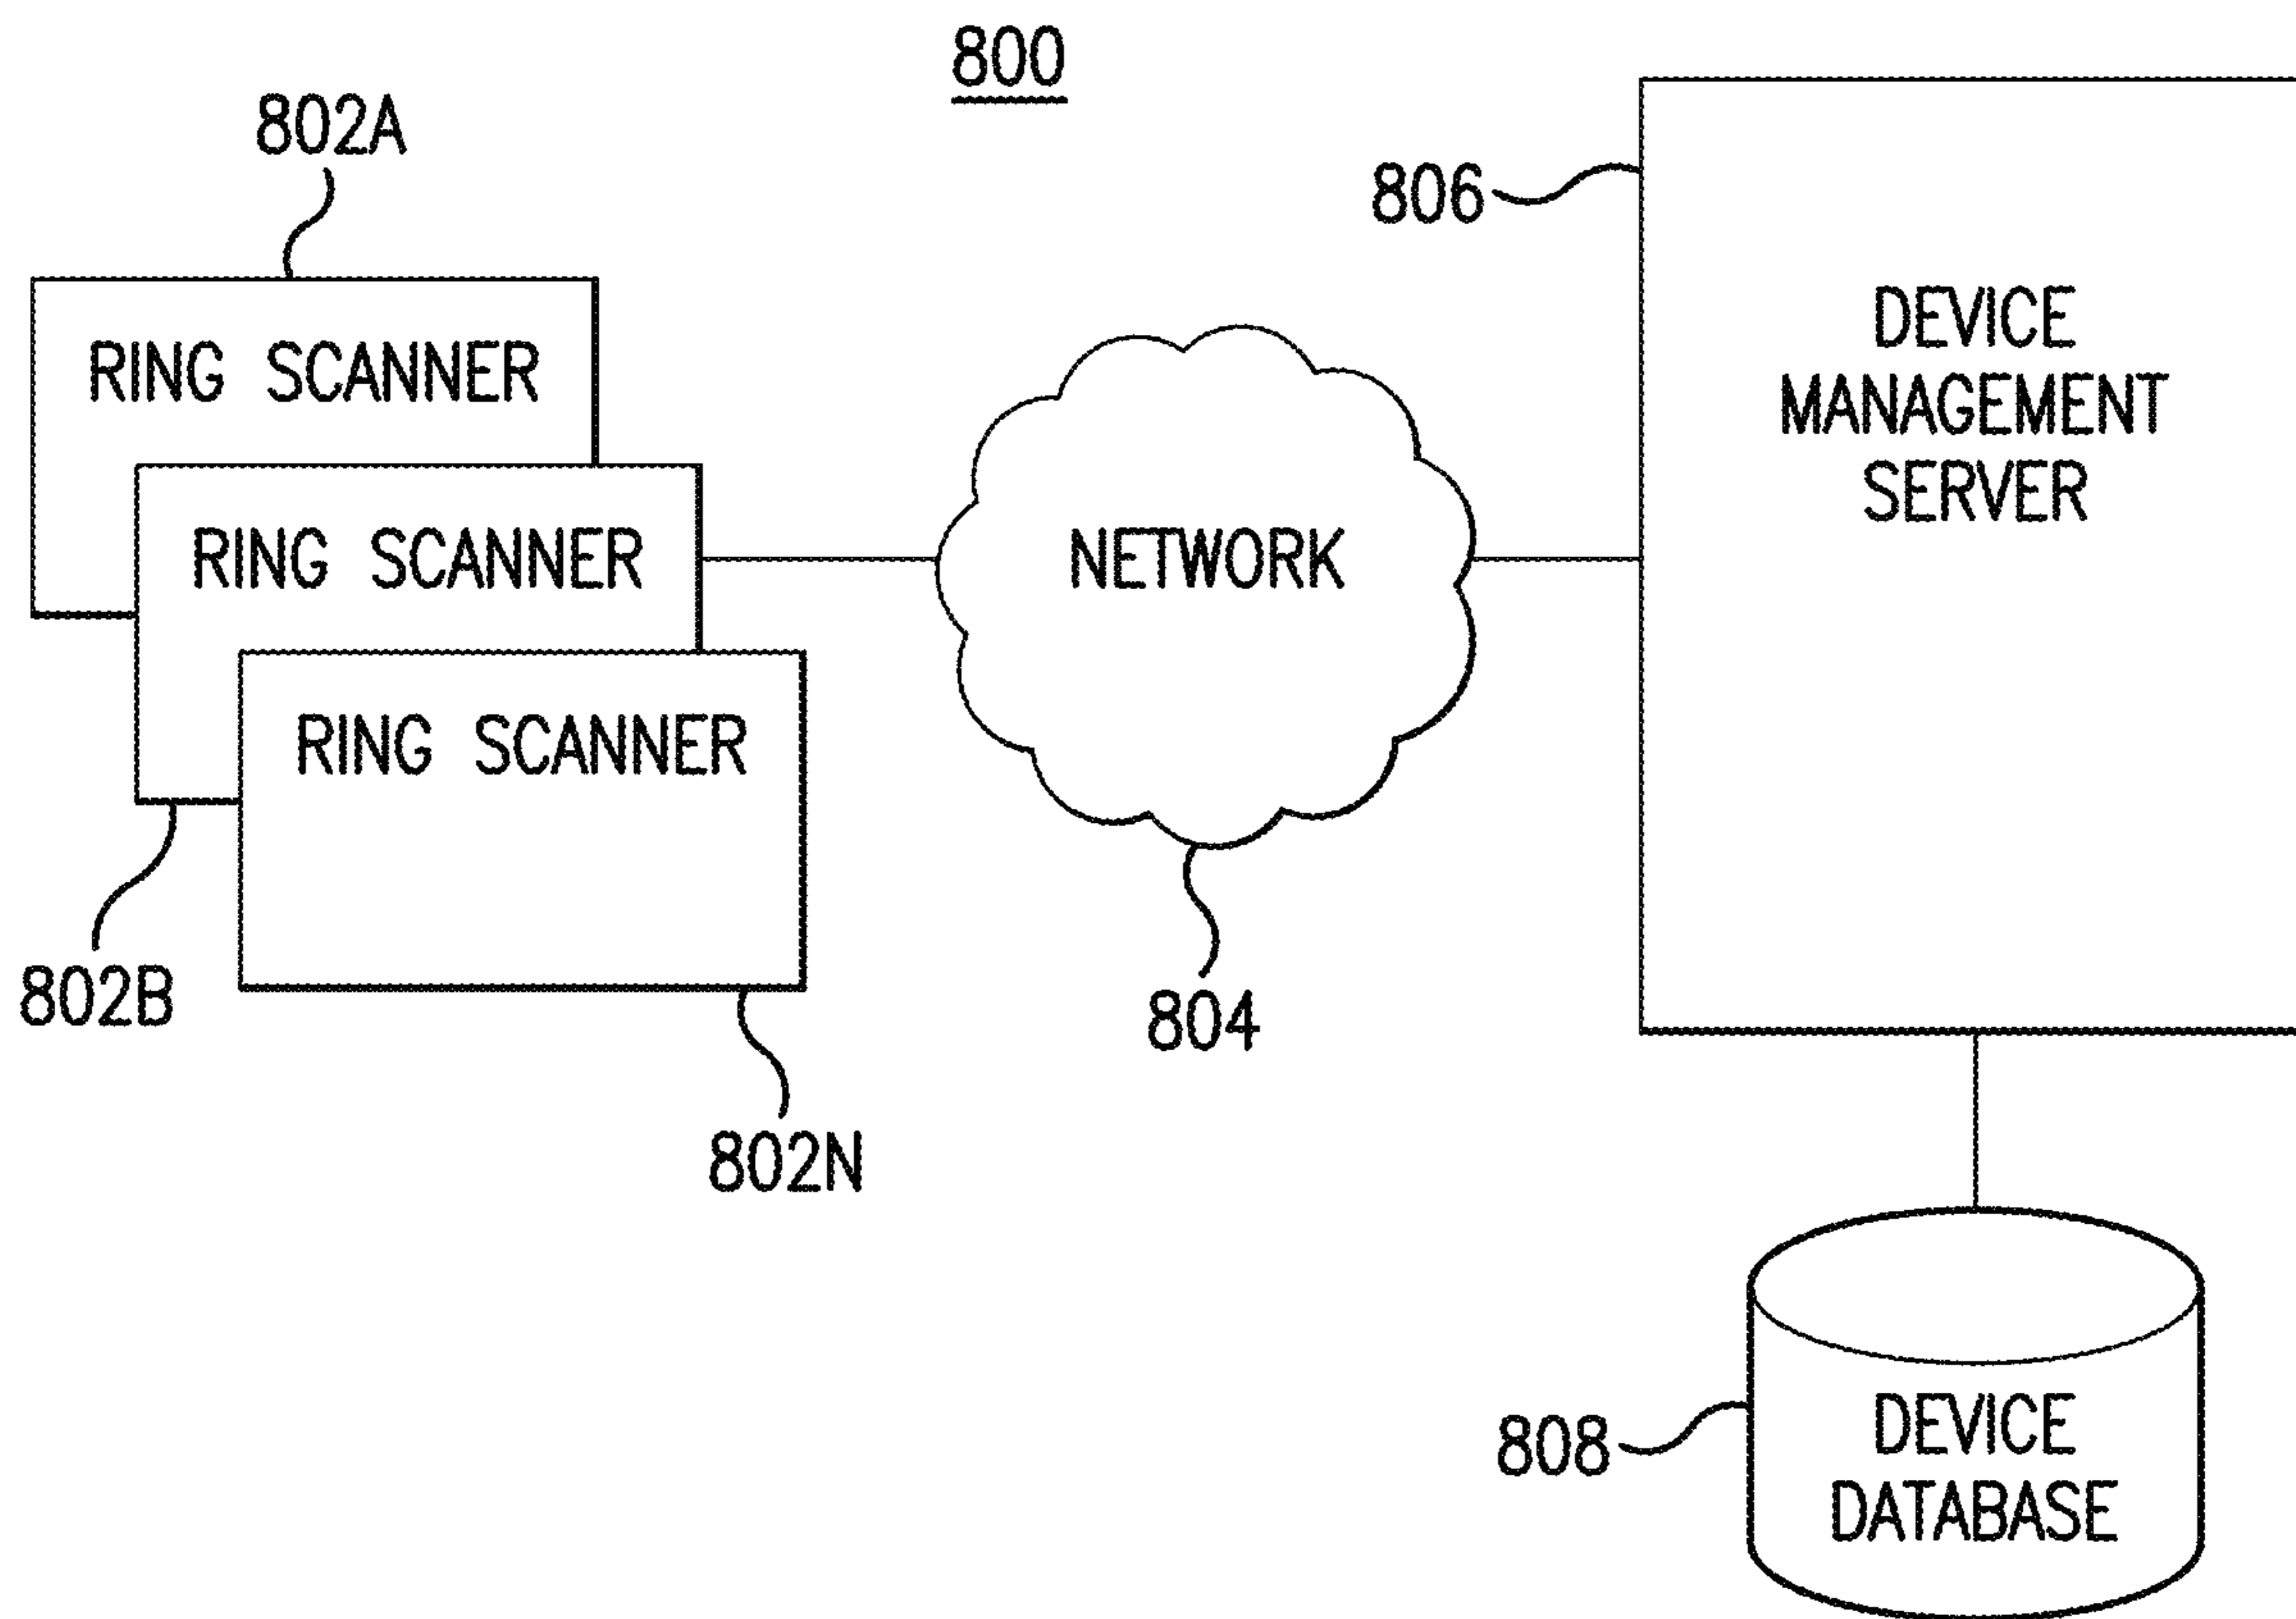 800
802A
RING SCANNER
RING SCANNER
RING SCANNER
802B
802N
NETWORK
804
806
DEVICE
MANAGEMENT
SERVER
808
DEVICE
DATABASE